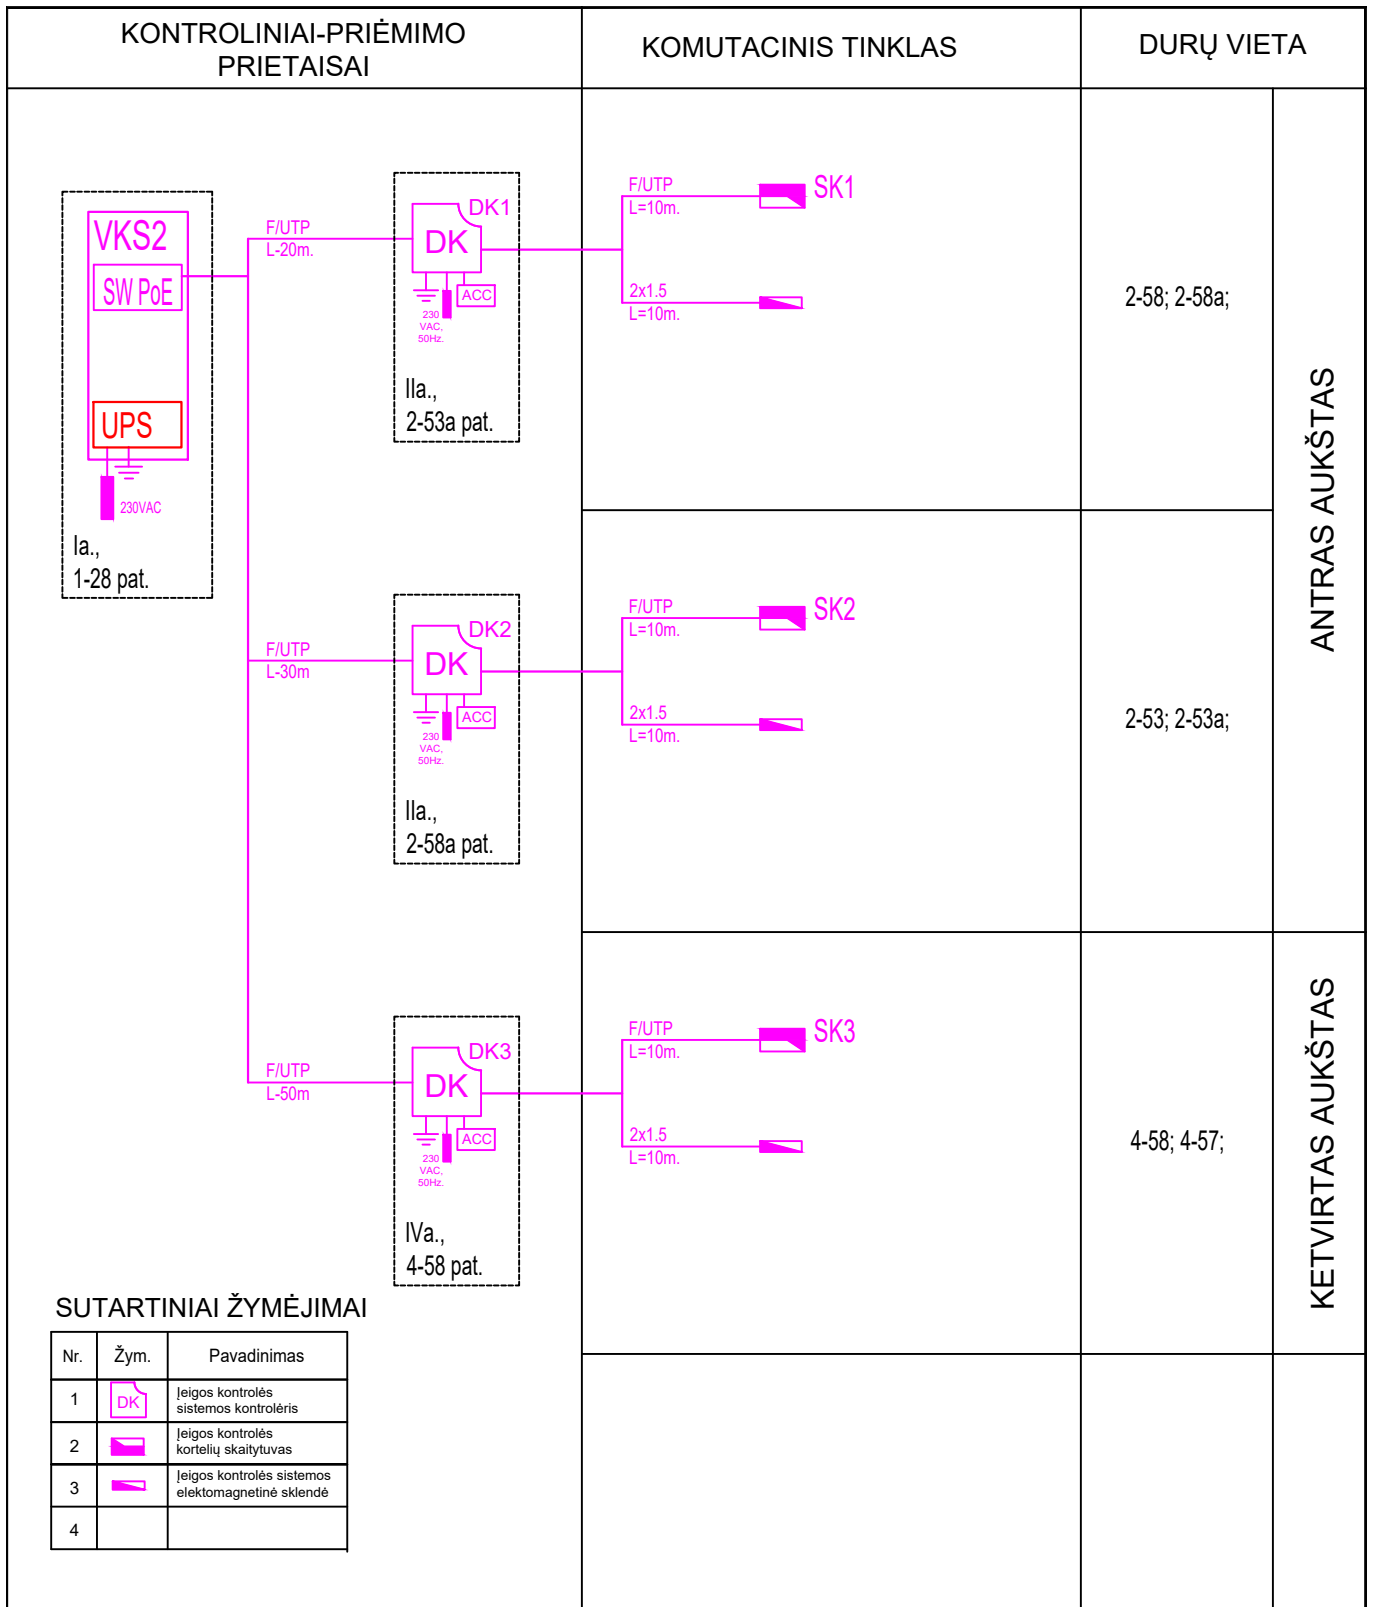 KONTROLINIAI-PRIĖMIMO
PRIETAISAI
KOMUTACINIS TINKLAS
DURŲ VIETA
VKS2
SW PoE
UPS
230VAC
Ia.,
1-28 pat.
F/UTP
L-20m.
DK1
DK
ACC
230
VAC,
50Hz.
IIa.,
2-53a pat.
F/UTP
L=10m.
SK1
2x1.5
L=10m.
2-58; 2-58a;
ANTRAS AUKŠTAS
F/UTP
L-30m
DK2
DK
ACC
230
VAC,
50Hz.
IIa.,
2-58a pat.
F/UTP
L=10m.
SK2
2x1.5
L=10m.
2-53; 2-53a;
F/UTP
L-50m
DK3
DK
ACC
230
VAC,
50Hz.
IVa.,
4-58 pat.
F/UTP
L=10m.
SK3
2x1.5
L=10m.
4-58; 4-57;
KETVIRTAS AUKŠTAS
SUTARTINIAI ŽYMĖJIMAI
Nr. Žym. Pavadinimas
1 DK Įeigos kontrolės
sistemos kontrolėris
2 Įeigos kontrolės
kortelių skaitytuvas
3 Įeigos kontrolės sistemos
elektomagnetinė sklendė
4